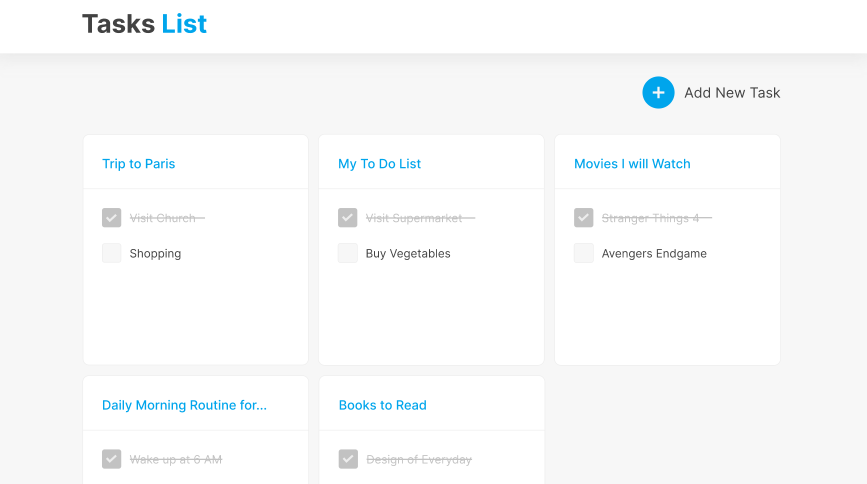 Tasks List
Add New Task
Trip to Paris
Visit Church
Shopping
My To Do List
Visit Supermarket
Buy Vegetables
Movies I will Watch
Stranger Things 4
Avengers Endgame
Daily Morning Routine for...
Wake up at 6 AM
Books to Read
Design of Everyday